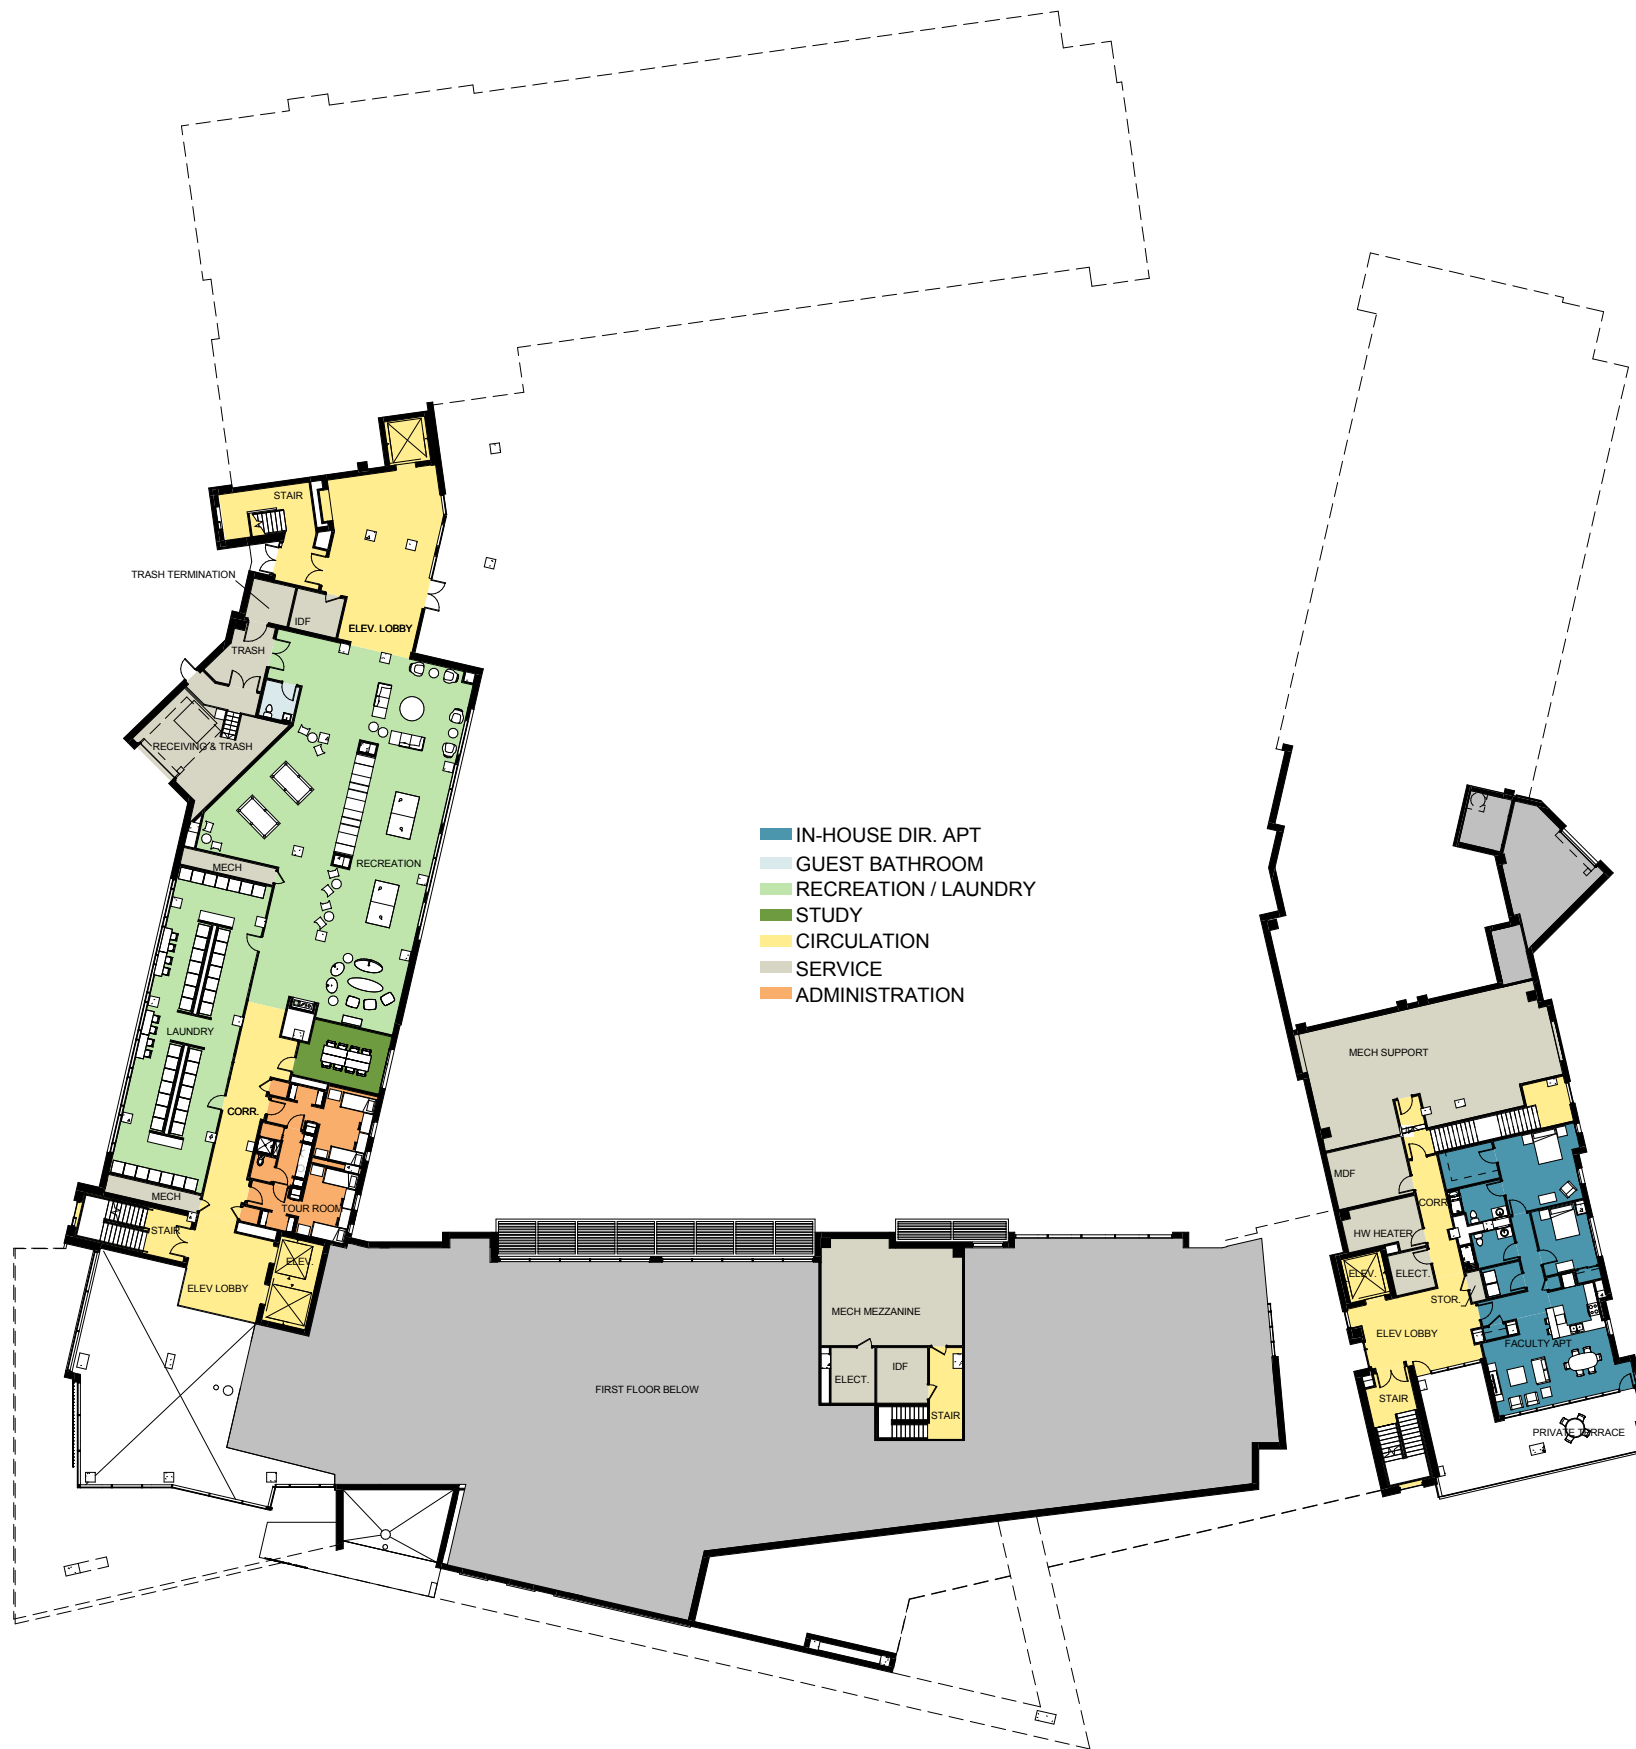 STAIR
TRASH TERMINATION
IDF
ELEV. LOBBY
TRASH
RECEIVING & TRASH
RECREATION
MECH
LAUNDRY
CORR.
MECH
TOUR ROOM
STAIR
ELEV.
ELEV LOBBY
IN-HOUSE DIR. APT
GUEST BATHROOM
RECREATION / LAUNDRY
STUDY
CIRCULATION
SERVICE
ADMINISTRATION
MECH MEZZANINE
ELECT.
IDF
STAIR
FIRST FLOOR BELOW
MECH SUPPORT
MDF
CORR.
HW HEATER
ELEV.
ELECT.
STOR.
ELEV LOBBY
FACULTY APT
STAIR
PRIVATE TERRACE